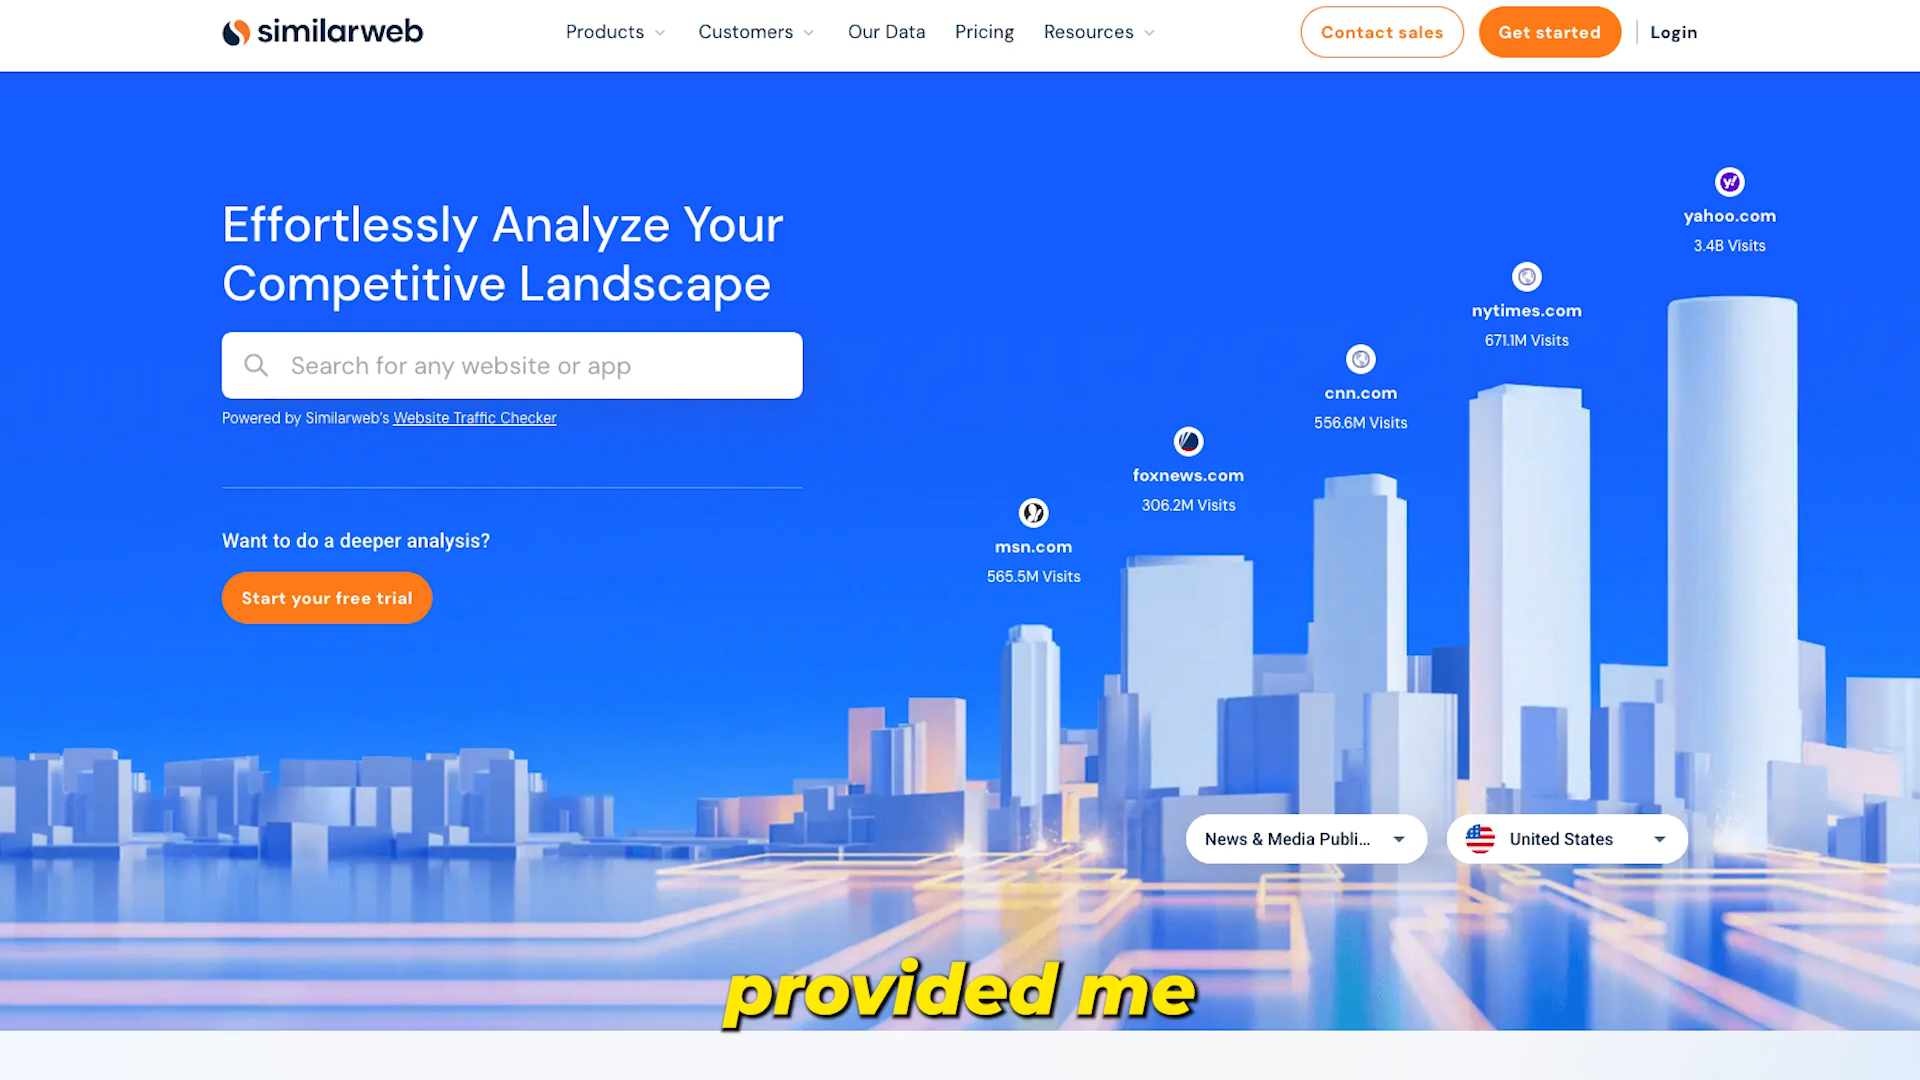 similarweb
Products
Customers
Our Data
Pricing
Resources
Contact sales
Get started
Login
Effortlessly Analyze Your
Competitive Landscape
Search for any website or app
Powered by Similarweb's Website Traffic Checker
Want to do a deeper analysis?
Start your free trial
yahoo.com
3.4B Visits
nytimes.com
671.1M Visits
cnn.com
556.6M Visits
foxnews.com
306.2M Visits
msn.com
565.5M Visits
News & Media Publi...
United States
provided me